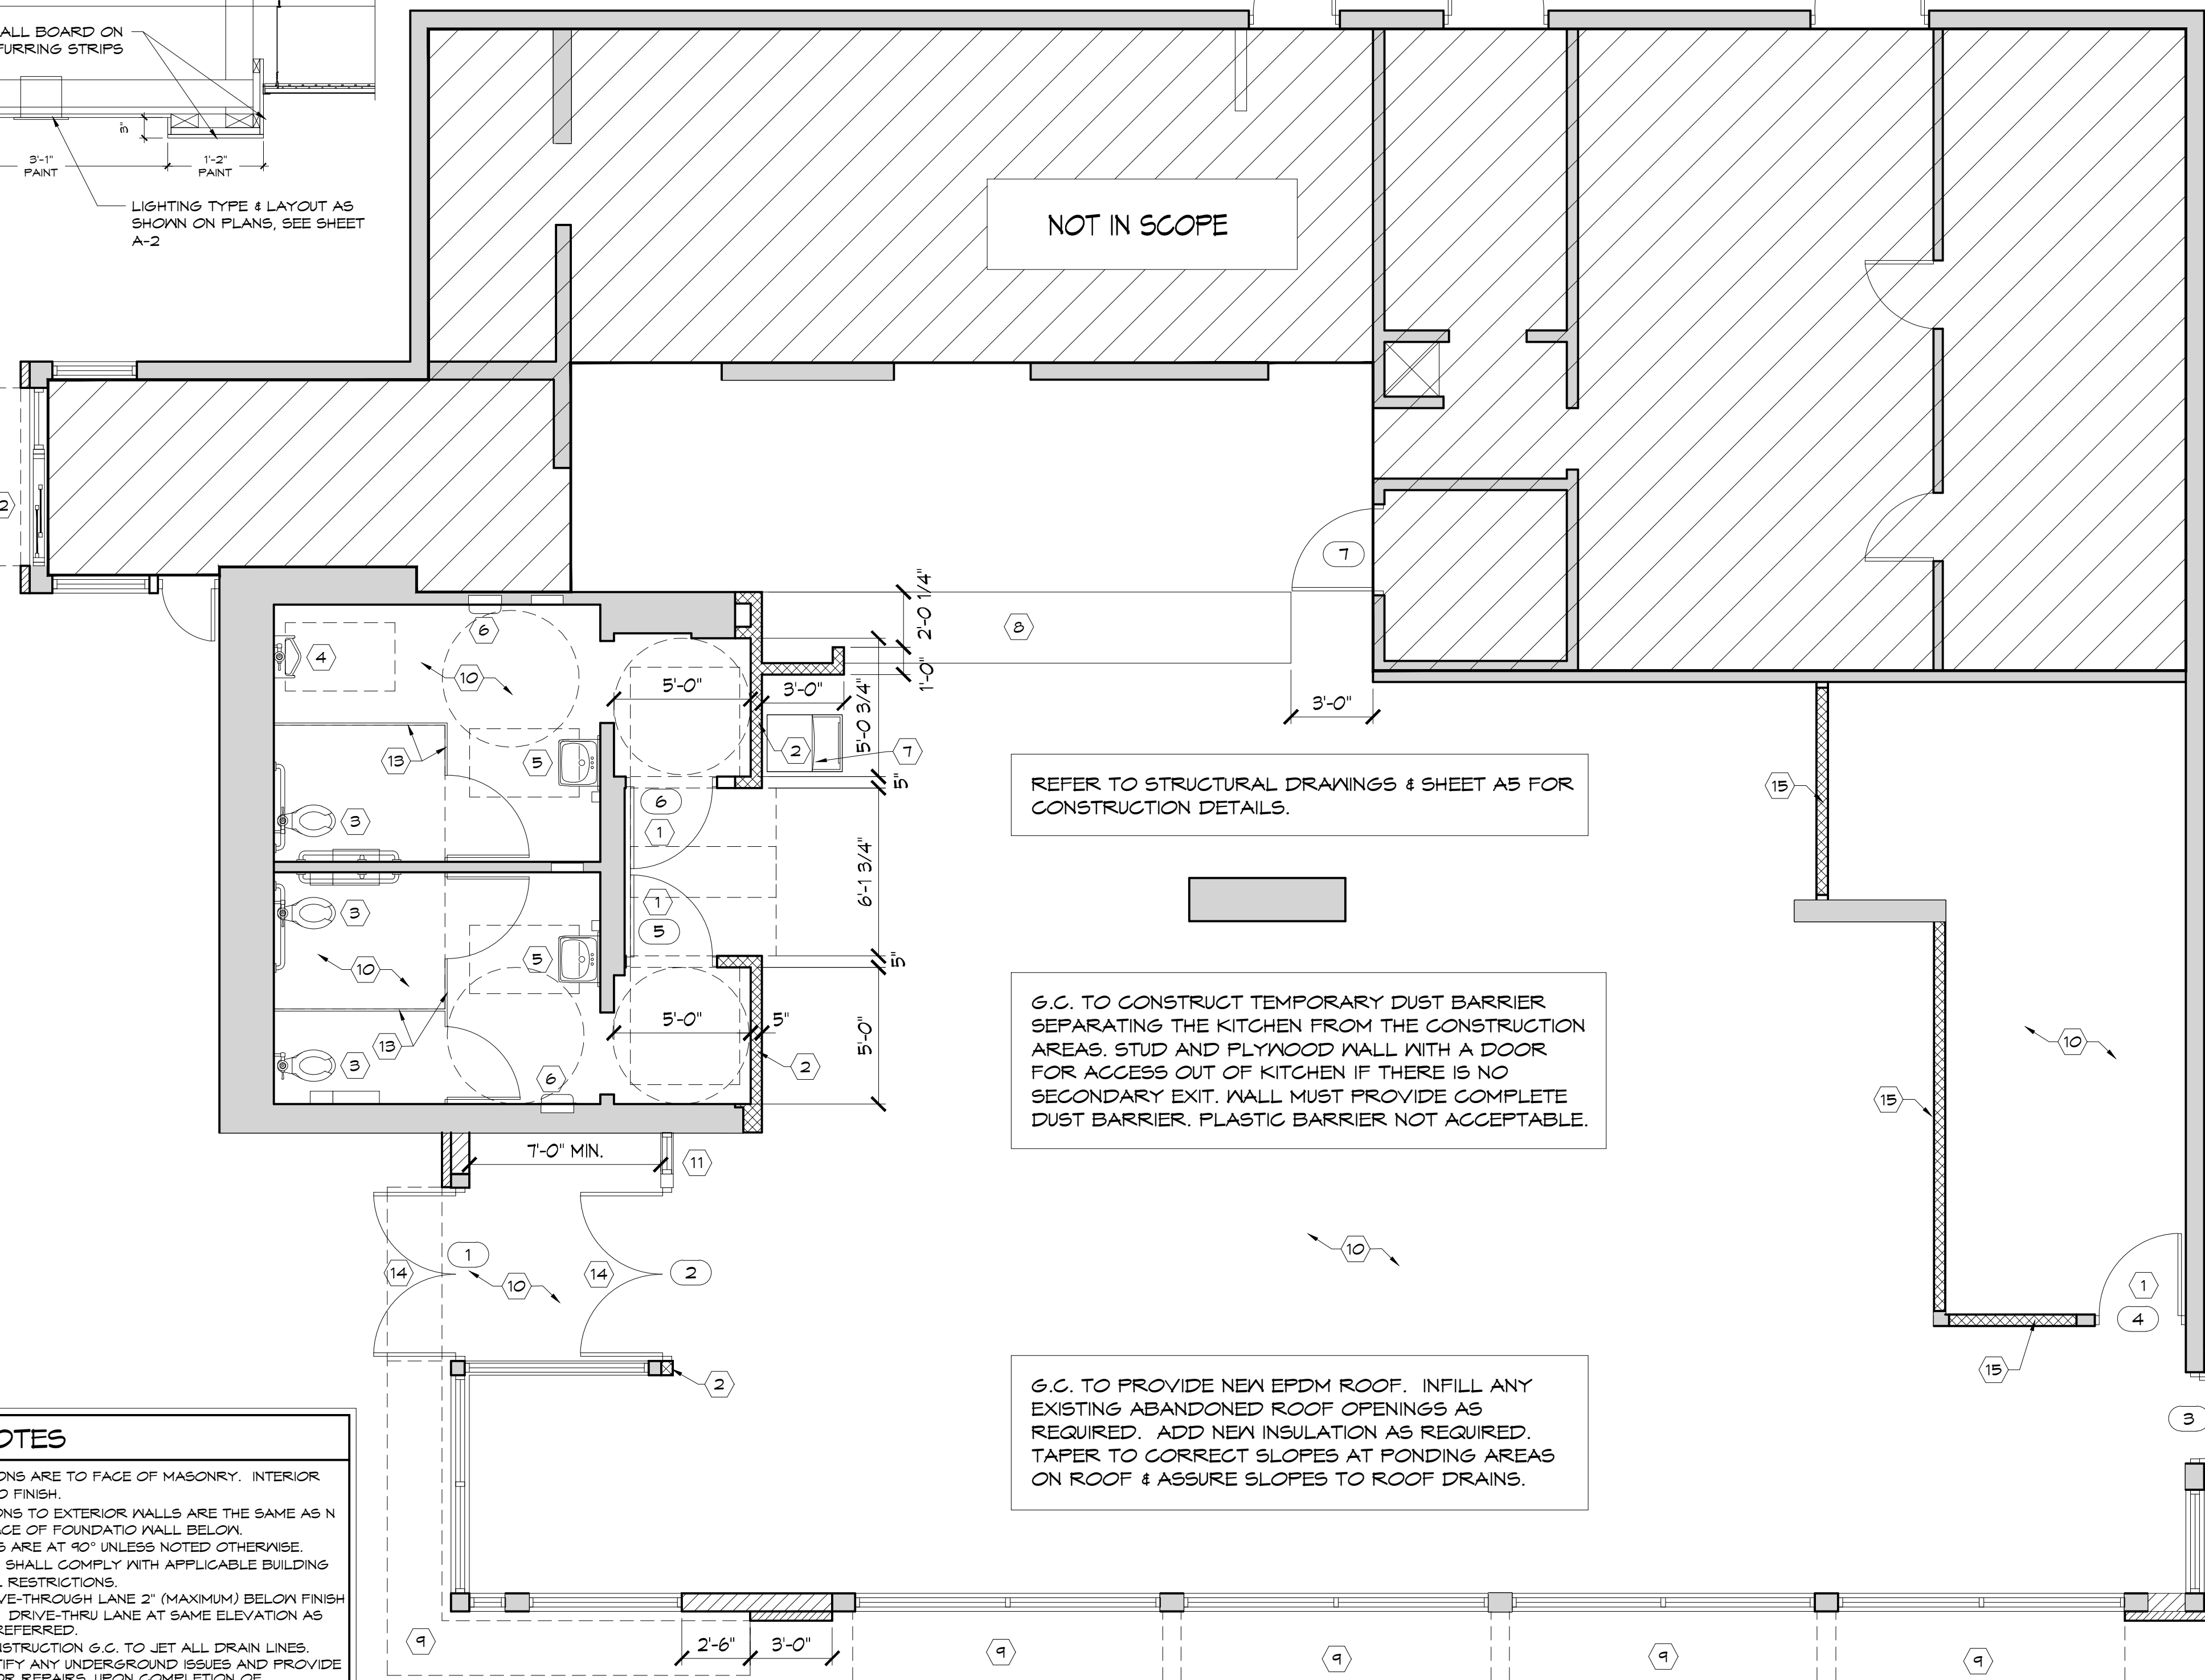 ALL BOARD ON
FURRING STRIPS
3"
3'-1"
PAINT
1'-2"
PAINT
LIGHTING TYPE & LAYOUT AS
SHOWN ON PLANS, SEE SHEET
A-2
NOT IN SCOPE
2
7
8
2'-0 1/4"
1'-0"
6
4
10
5'-0"
3'-0"
3'-0"
5'-0 3/4"
2
7
13
5
5"
REFER TO STRUCTURAL DRAWINGS & SHEET A5 FOR
CONSTRUCTION DETAILS.
15
6
1
3
6'-1 3/4"
3
1
5
5
10
5"
G.C. TO CONSTRUCT TEMPORARY DUST BARRIER
SEPARATING THE KITCHEN FROM THE CONSTRUCTION
AREAS. STUD AND PLYWOOD WALL WITH A DOOR
FOR ACCESS OUT OF KITCHEN IF THERE IS NO
SECONDARY EXIT. WALL MUST PROVIDE COMPLETE
DUST BARRIER. PLASTIC BARRIER NOT ACCEPTABLE.
5'-0"
5"
5'-0"
13
3
6
2
10
15
7'-0" MIN.
11
1
14
10
14
2
10
1
4
15
2
3
G.C. TO PROVIDE NEW EPDM ROOF. INFILL ANY
EXISTING ABANDONED ROOF OPENINGS AS
REQUIRED. ADD NEW INSULATION AS REQUIRED.
TAPER TO CORRECT SLOPES AT PONDING AREAS
ON ROOF & ASSURE SLOPES TO ROOF DRAINS.
OTES
ONS ARE TO FACE OF MASONRY. INTERIOR
O FINISH.
ONS TO EXTERIOR WALLS ARE THE SAME AS N
ACE OF FOUNDATIO WALL BELOW.
S ARE AT 90° UNLESS NOTED OTHERWISE.
SHALL COMPLY WITH APPLICABLE BUILDING
RESTRICTIONS.
VE-THROUGH LANE 2" (MAXIMUM) BELOW FINISH
DRIVE-THRU LANE AT SAME ELEVATION AS
REFERRED.
NSTRUCTION G.C. TO JET ALL DRAIN LINES.
TIFY ANY UNDERGROUND ISSUES AND PROVIDE
OR REPAIRS. UPON COMPLETION OF
9
2'-6"
3'-0"
9
9
9
9